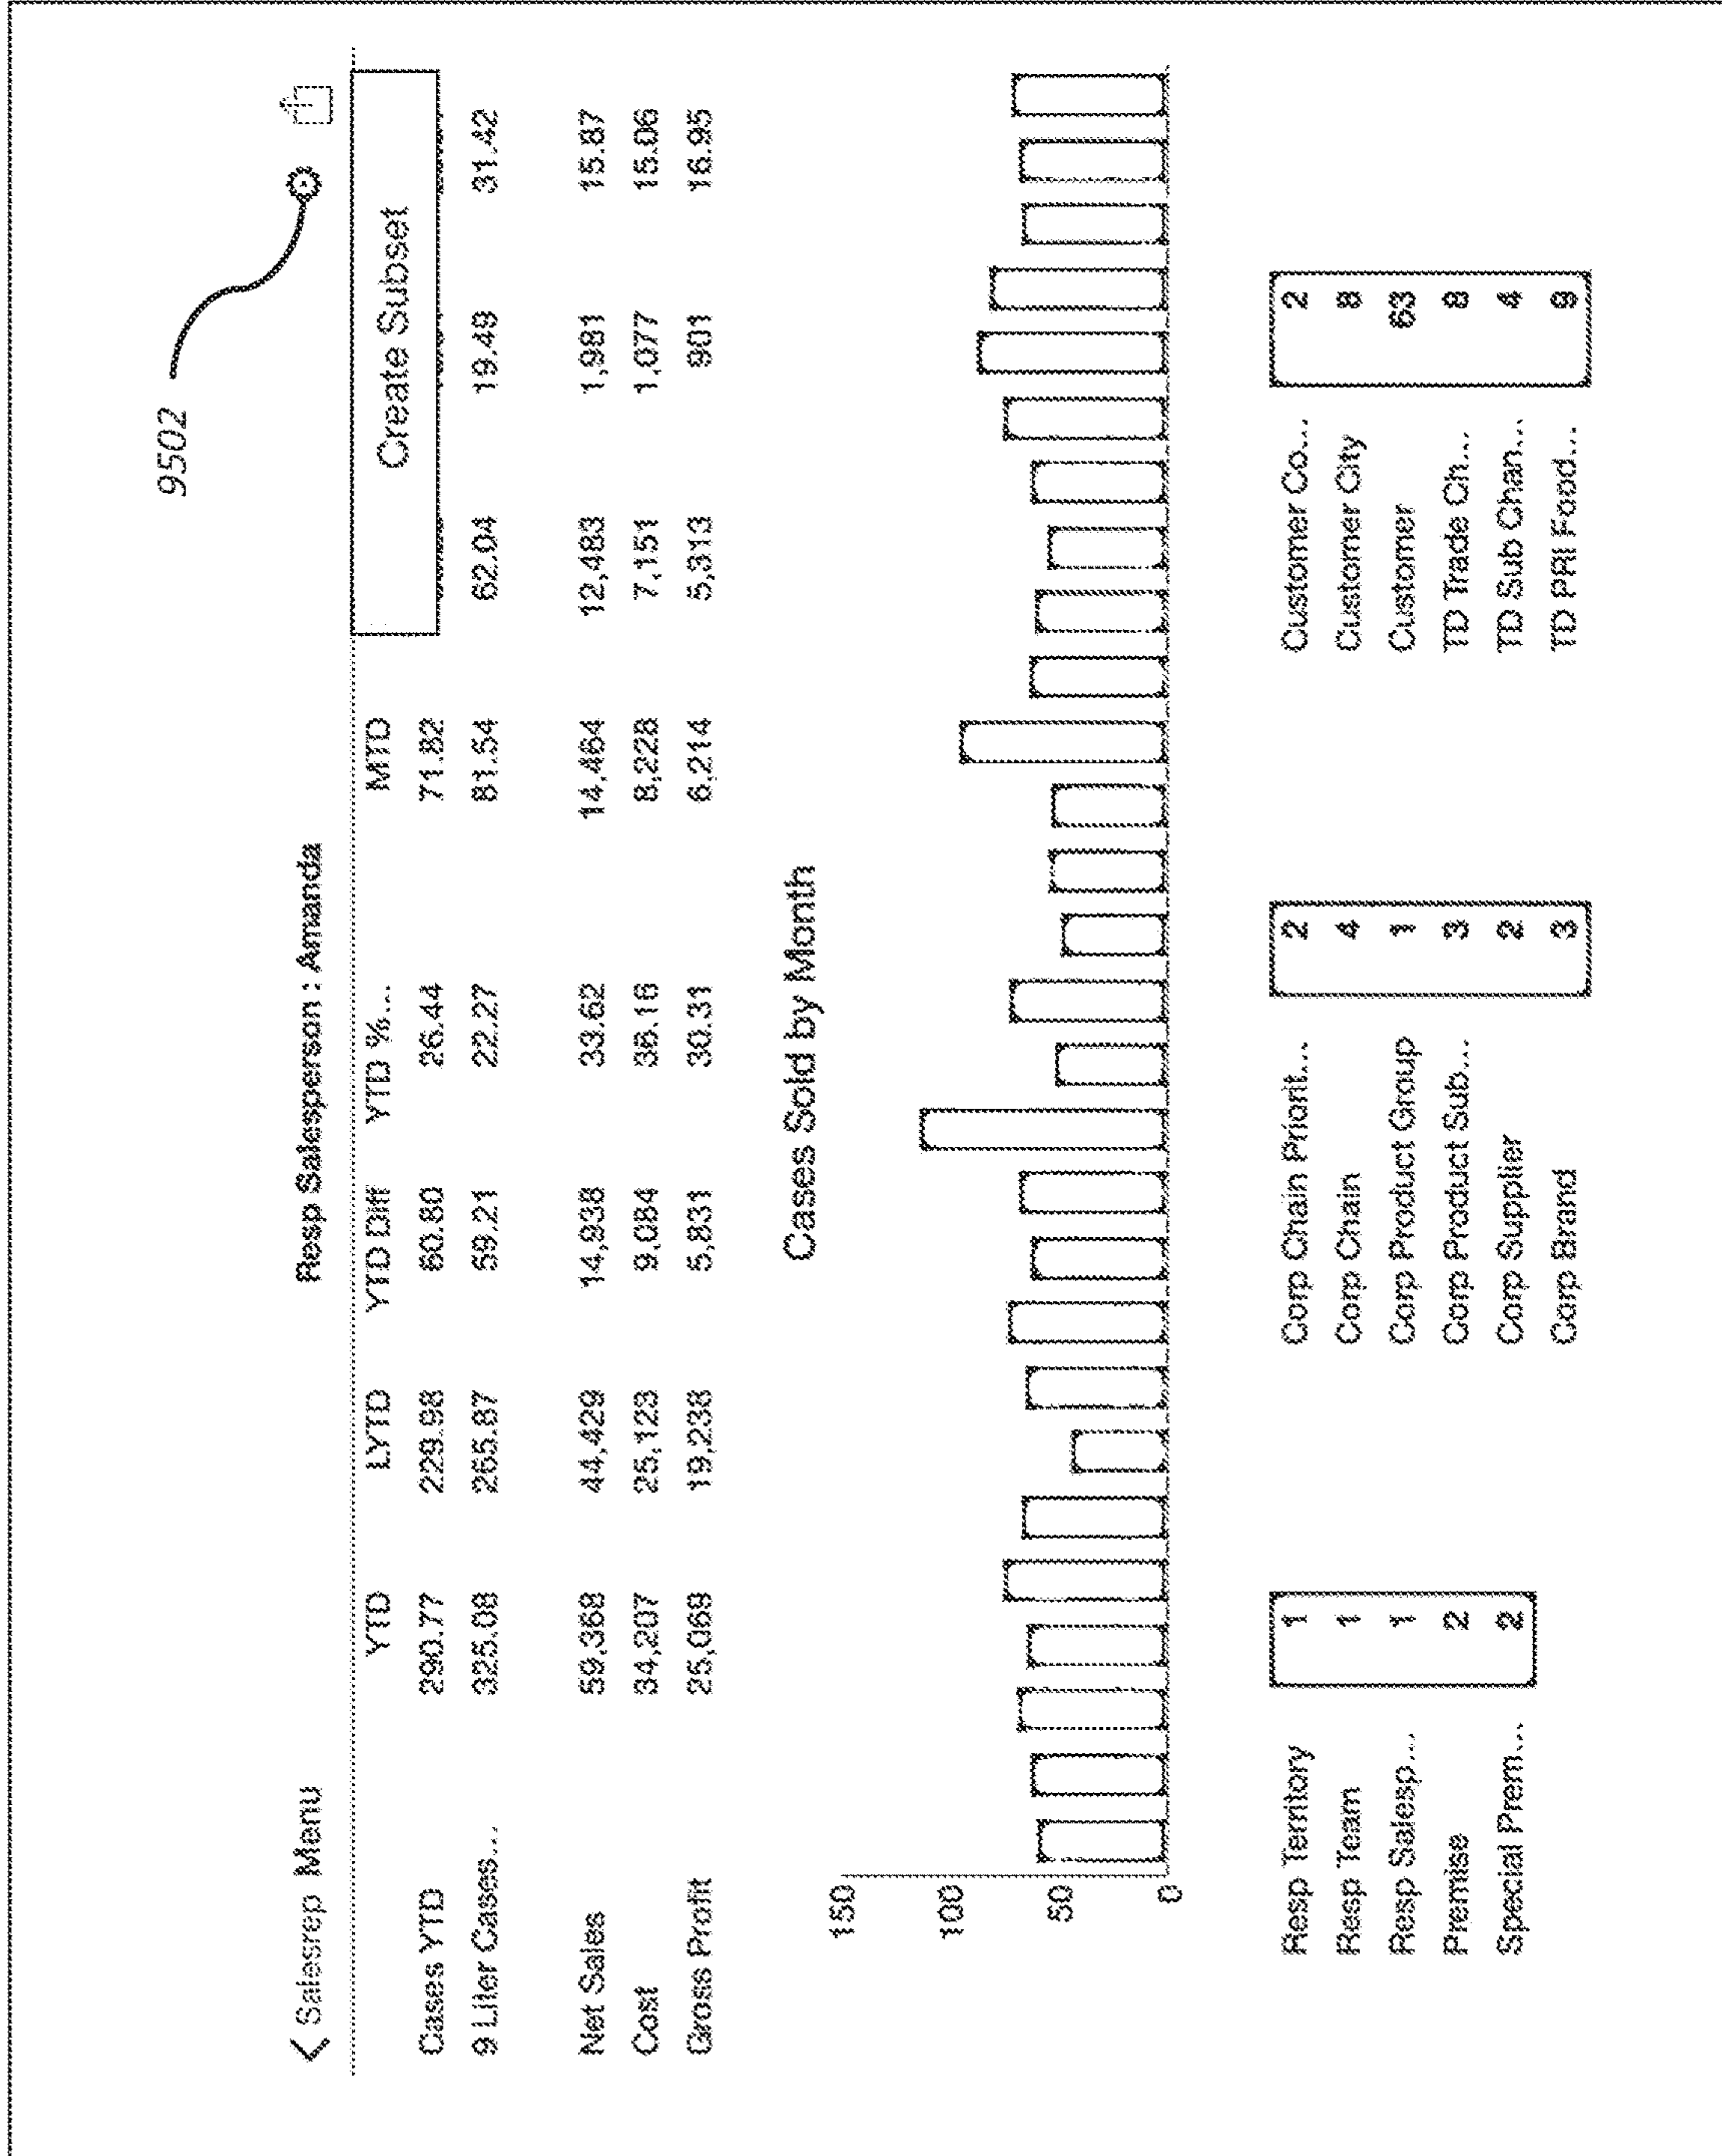 9502
Salesrep Menu Resp Salesperson : Amanda
YTD LYTD YTD Diff YTD %... MTD Create Subset
Cases YTD 290.77 229.98 60.80 26.44 71.82
9 Liter Cases... 325.08 265.87 59.21 22.27 81.54 62.04 19.49 31.42
Net Sales 59,368 44,429 14,938 33.62 14,464 12,483 1,981 15.87
Cost 34,207 25,123 9,084 36.16 8,228 7,151 1,077 15.06
Gross Profit 25,069 19,238 5,831 30.31 6,214 5,313 901 16.95
Cases Sold by Month
150
100
50
0
Resp Territory 1 Corp Chain Priorit... 2 Customer Co... 2
Resp Team 1 Corp Chain 4 Customer City 8
Resp Salesp... 1 Corp Product Group 1 Customer 63
Premise 2 Corp Product Sub... 3 TD Trade Ch... 8
Special Prem... 2 Corp Supplier 2 TD Sub Chan... 4
Corp Brand 3 TD PRI Food... 9